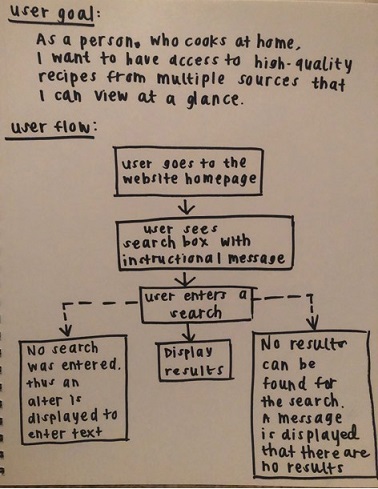 user goal:
As a person, who cooks at home,
I want to have access to high-quality
recipes from multiple sources that
I can view at a glance.
user flow:
user goes to the
website homepage
user sees
search box with
instructional message
user enters a
search
No search
was entered.
thus an
alter is
displayed to
enter text
Display
results
No results
can be
found for
the search.
A message
is displayed
that there are
no results